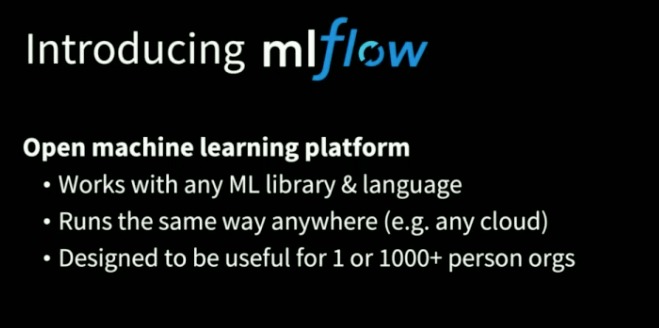 Introducing mlflow
Open machine learning platform
• Works with any ML library & language
• Runs the same way anywhere (e.g. any cloud)
• Designed to be useful for 1 or 1000+ person orgs